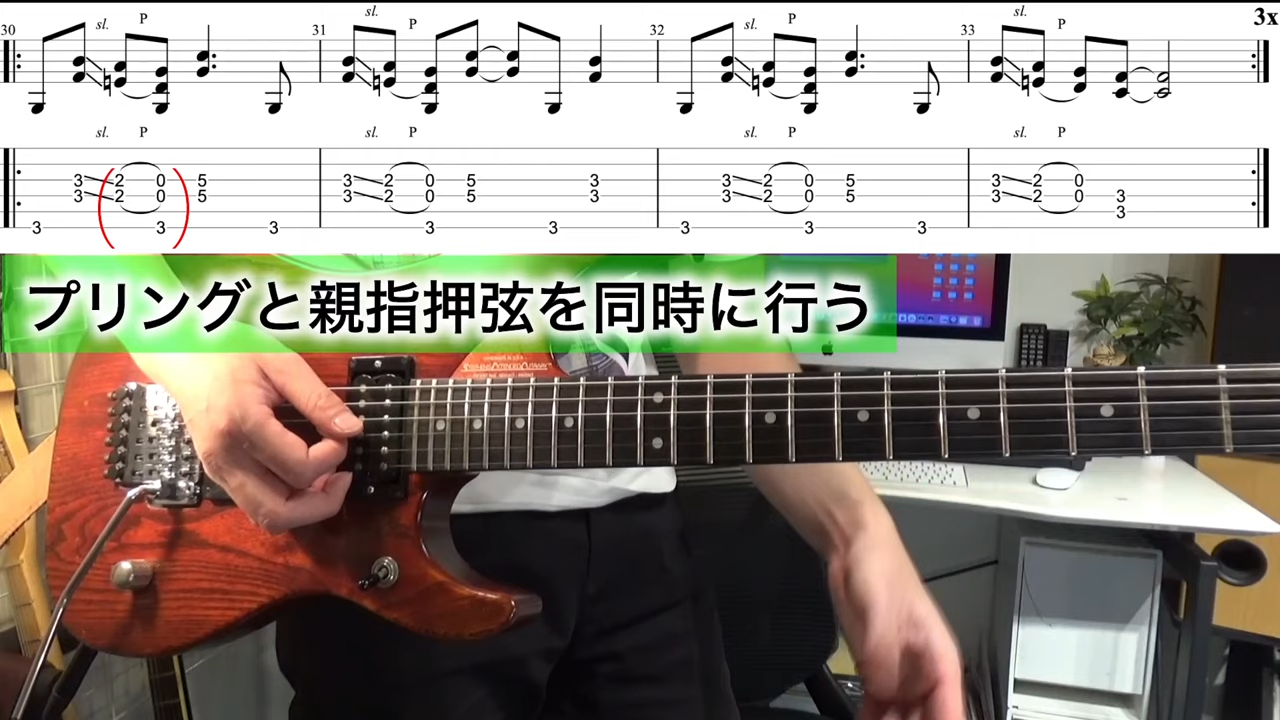 30 31 32 33 3x
sl. P sl. P sl. P sl. P
sl. P sl. P sl. P sl. P
3 2 0 5 3 2 0 5 3 3 2 0 5 3 2 0
3 2 0 5 3 2 0 5 3 3 2 0 5 3 2 0 3
3
3 3 3 3 3 3 3 3
プリングと親指押弦を同時に行う